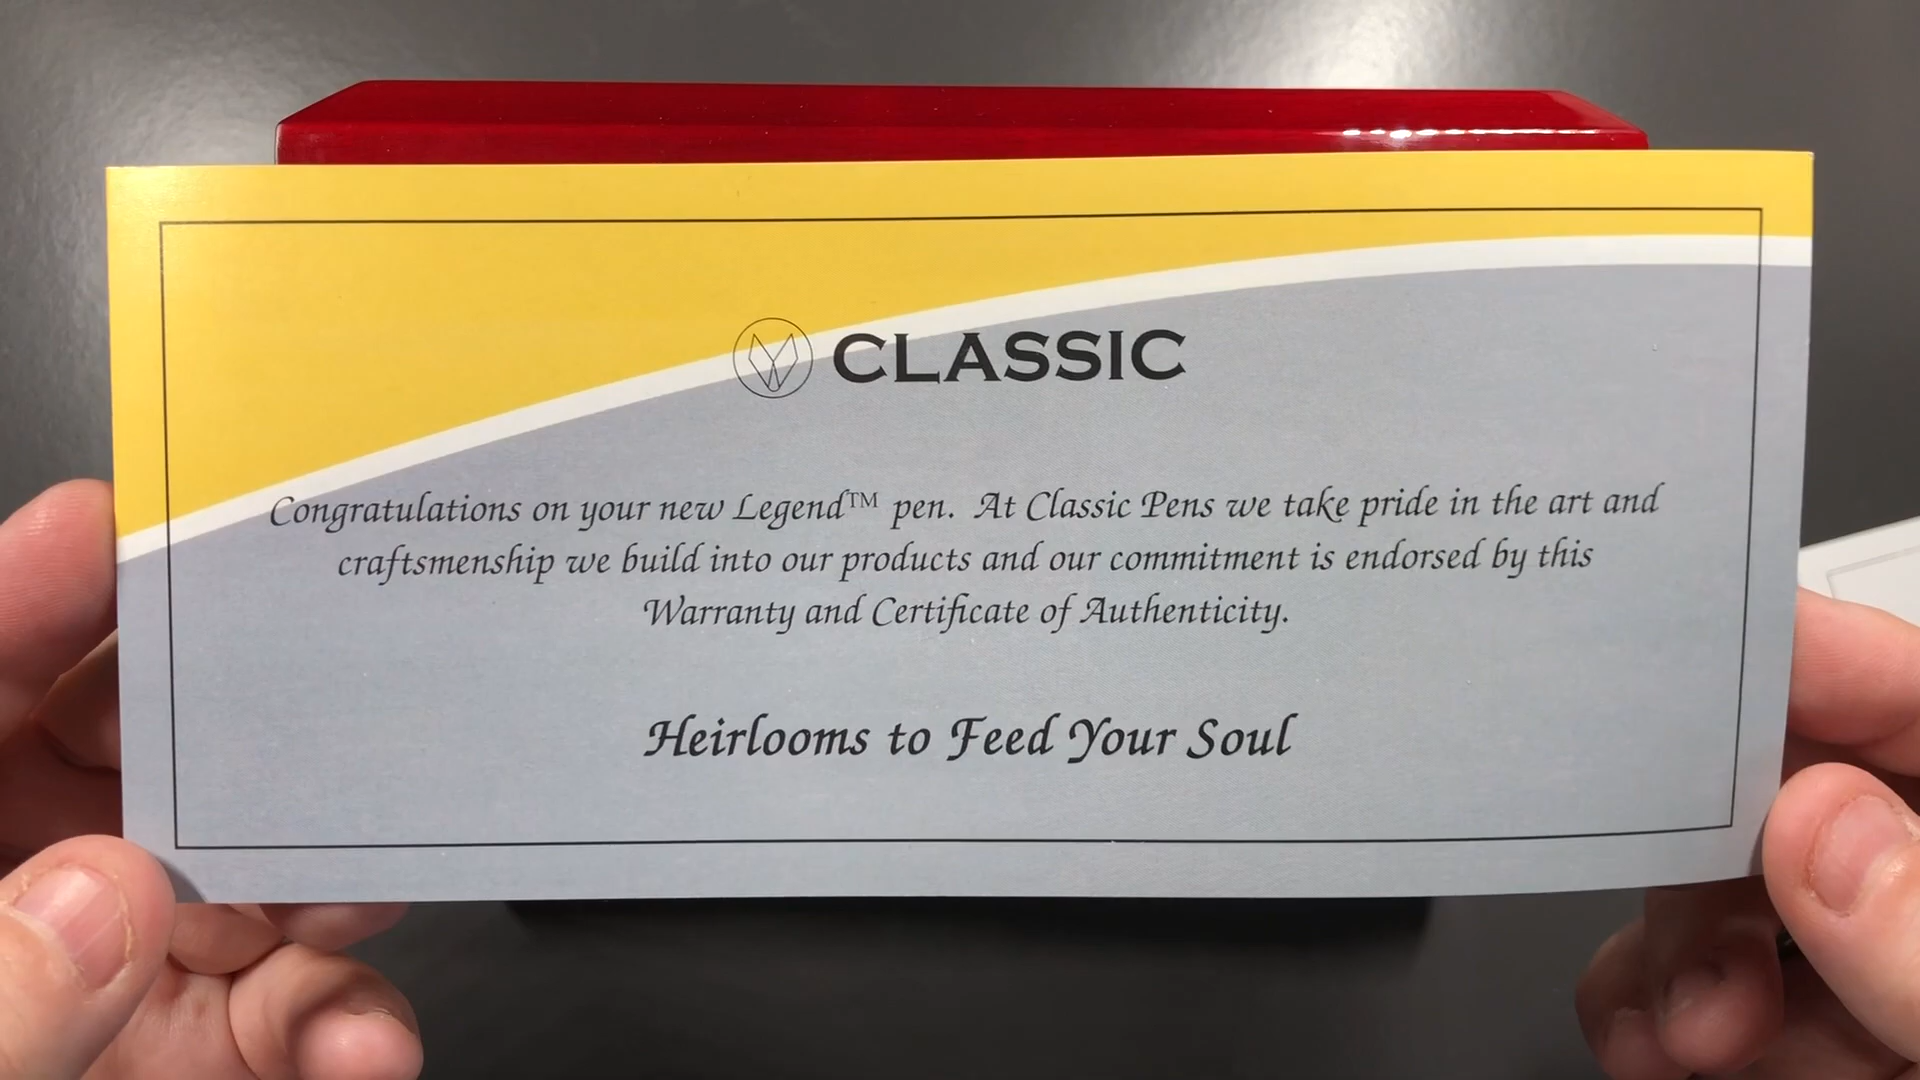 CLASSIC
Congratulations on your new Legend™ pen. At Classic Pens we take pride in the art and
craftsmenship we build into our products and our commitment is endorsed by this
Warranty and Certificate of Authenticity.
Heirlooms to Feed Your Soul